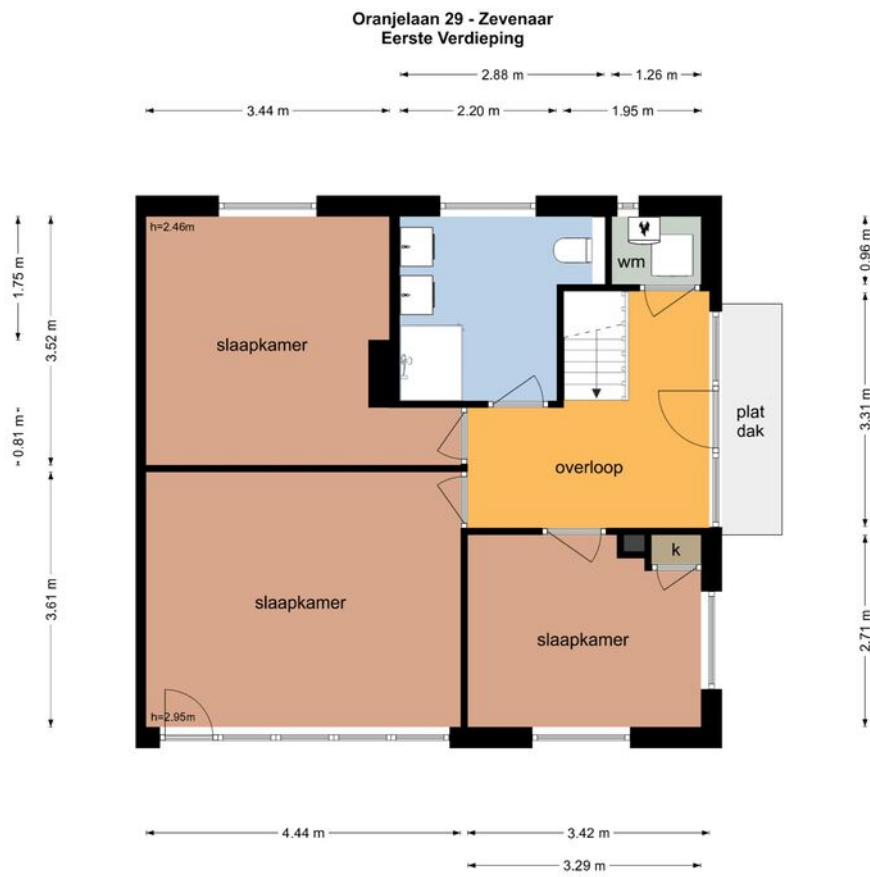 Oranjelaan 29 - Zevenaar
Eerste Verdieping
2.88 m
1.26 m
3.44 m
2.20 m
1.95 m
h=2.46m
1.75 m
3.52 m
0.96 m
wm
slaapkamer
0.81 m
plat
dak
3.31 m
overloop
k
slaapkamer
3.61 m
slaapkamer
2.71 m
h=2.95m
4.44 m
3.42 m
3.29 m